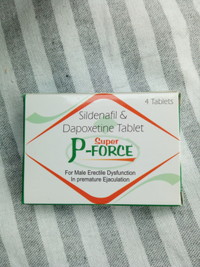 4 Tablets
Sildenafil &
Dapoxetine Tablet
Super
P-FORCE
For Male Erectile Dysfunction
In premature Ejaculation